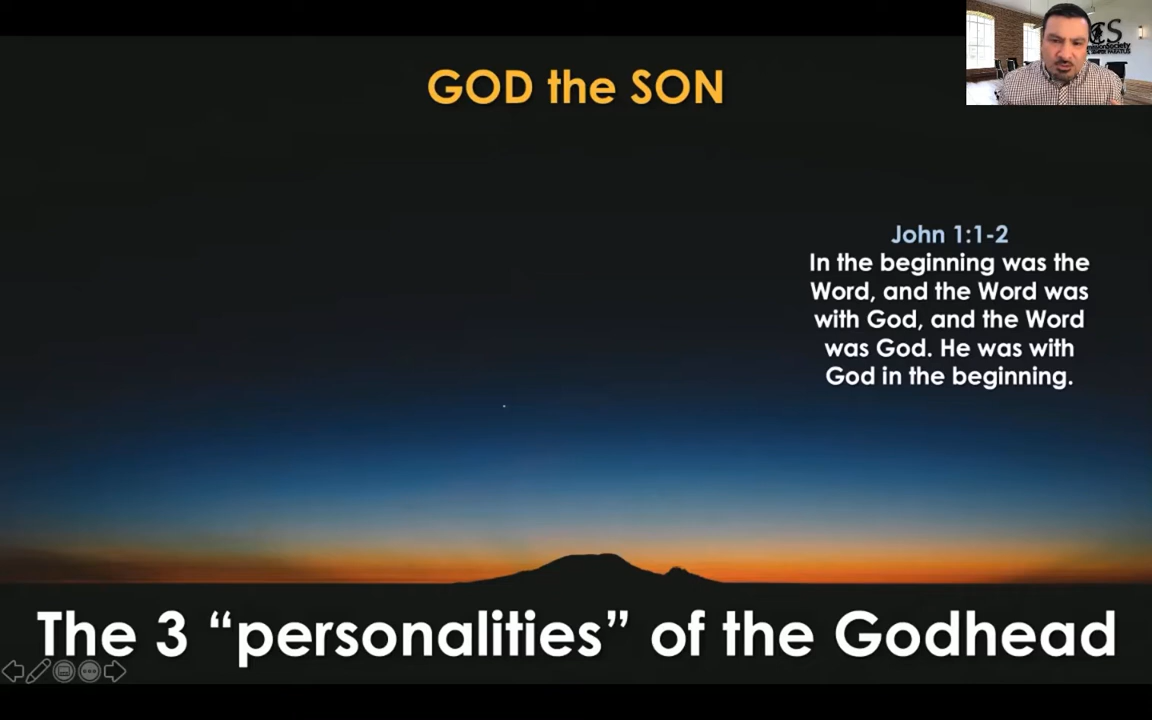 GOD the SON
CS
John 1:1-2
In the beginning was the
Word, and the Word was
with God, and the Word
was God. He was with
God in the beginning.
The 3 “personalities” of the Godhead